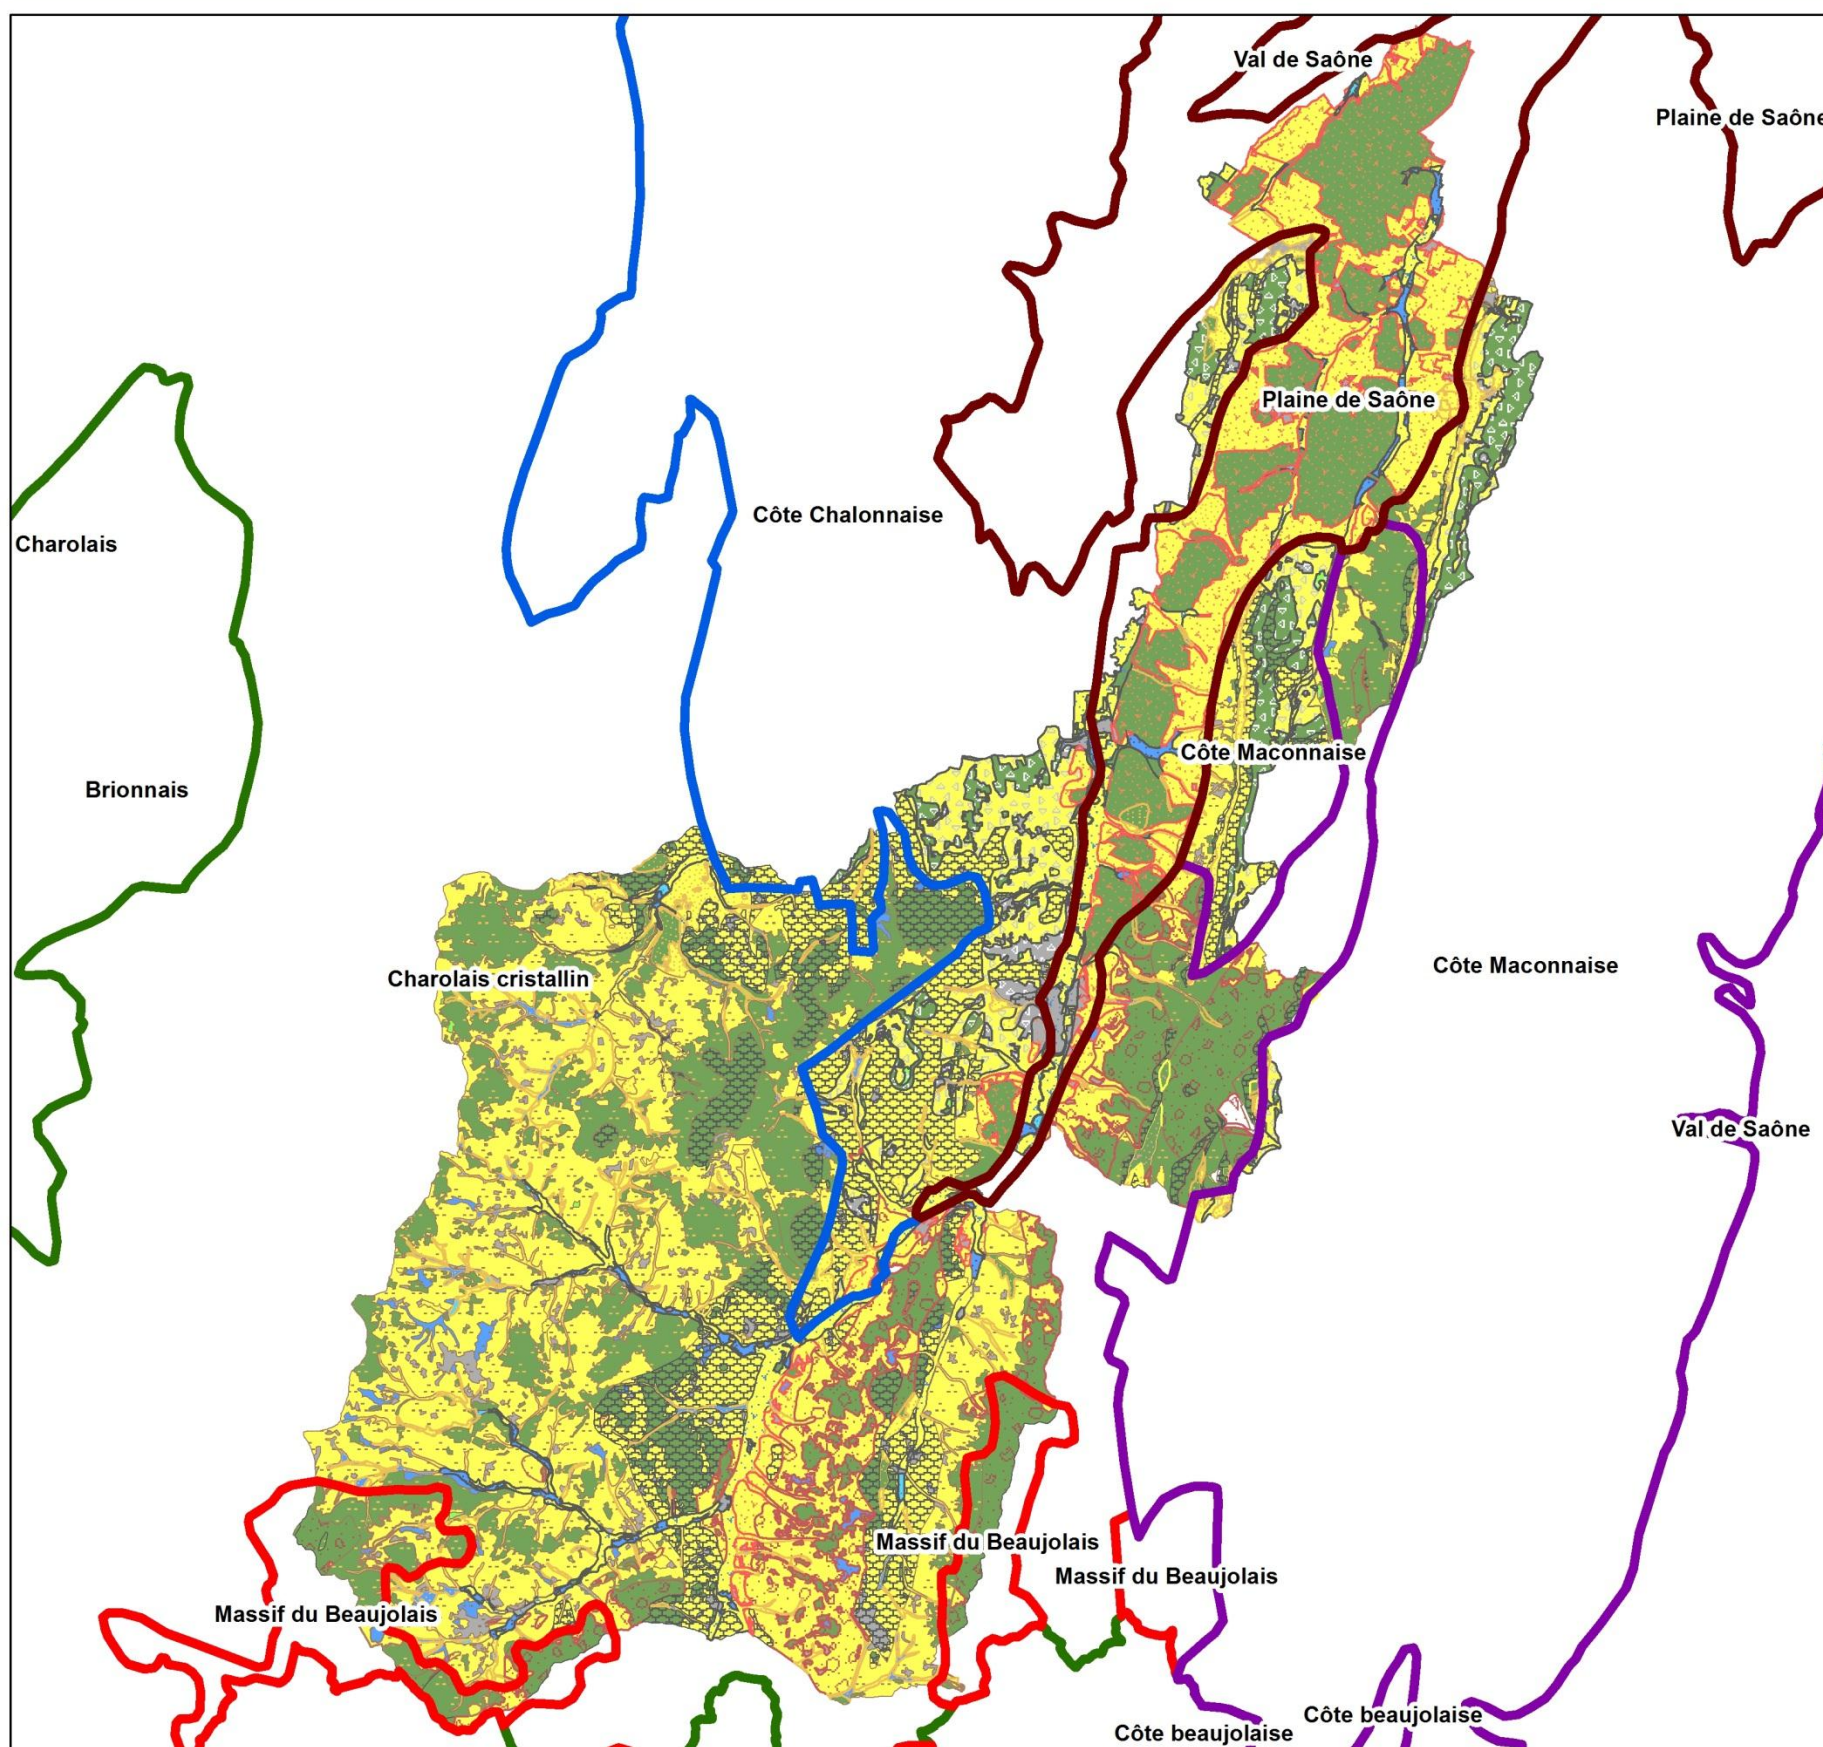 Val de Saône
Plaine de Saône
Plaine de Saône
Côte Chalonnaise
Charolais
Côte Maconnaise
Brionnais
Côte Maconnaise
Charolais cristallin
Val de Saône
Massif du Beaujolais
Massif du Beaujolais
Massif du Beaujolais
Côte beaujolaise
Côte beaujolaise